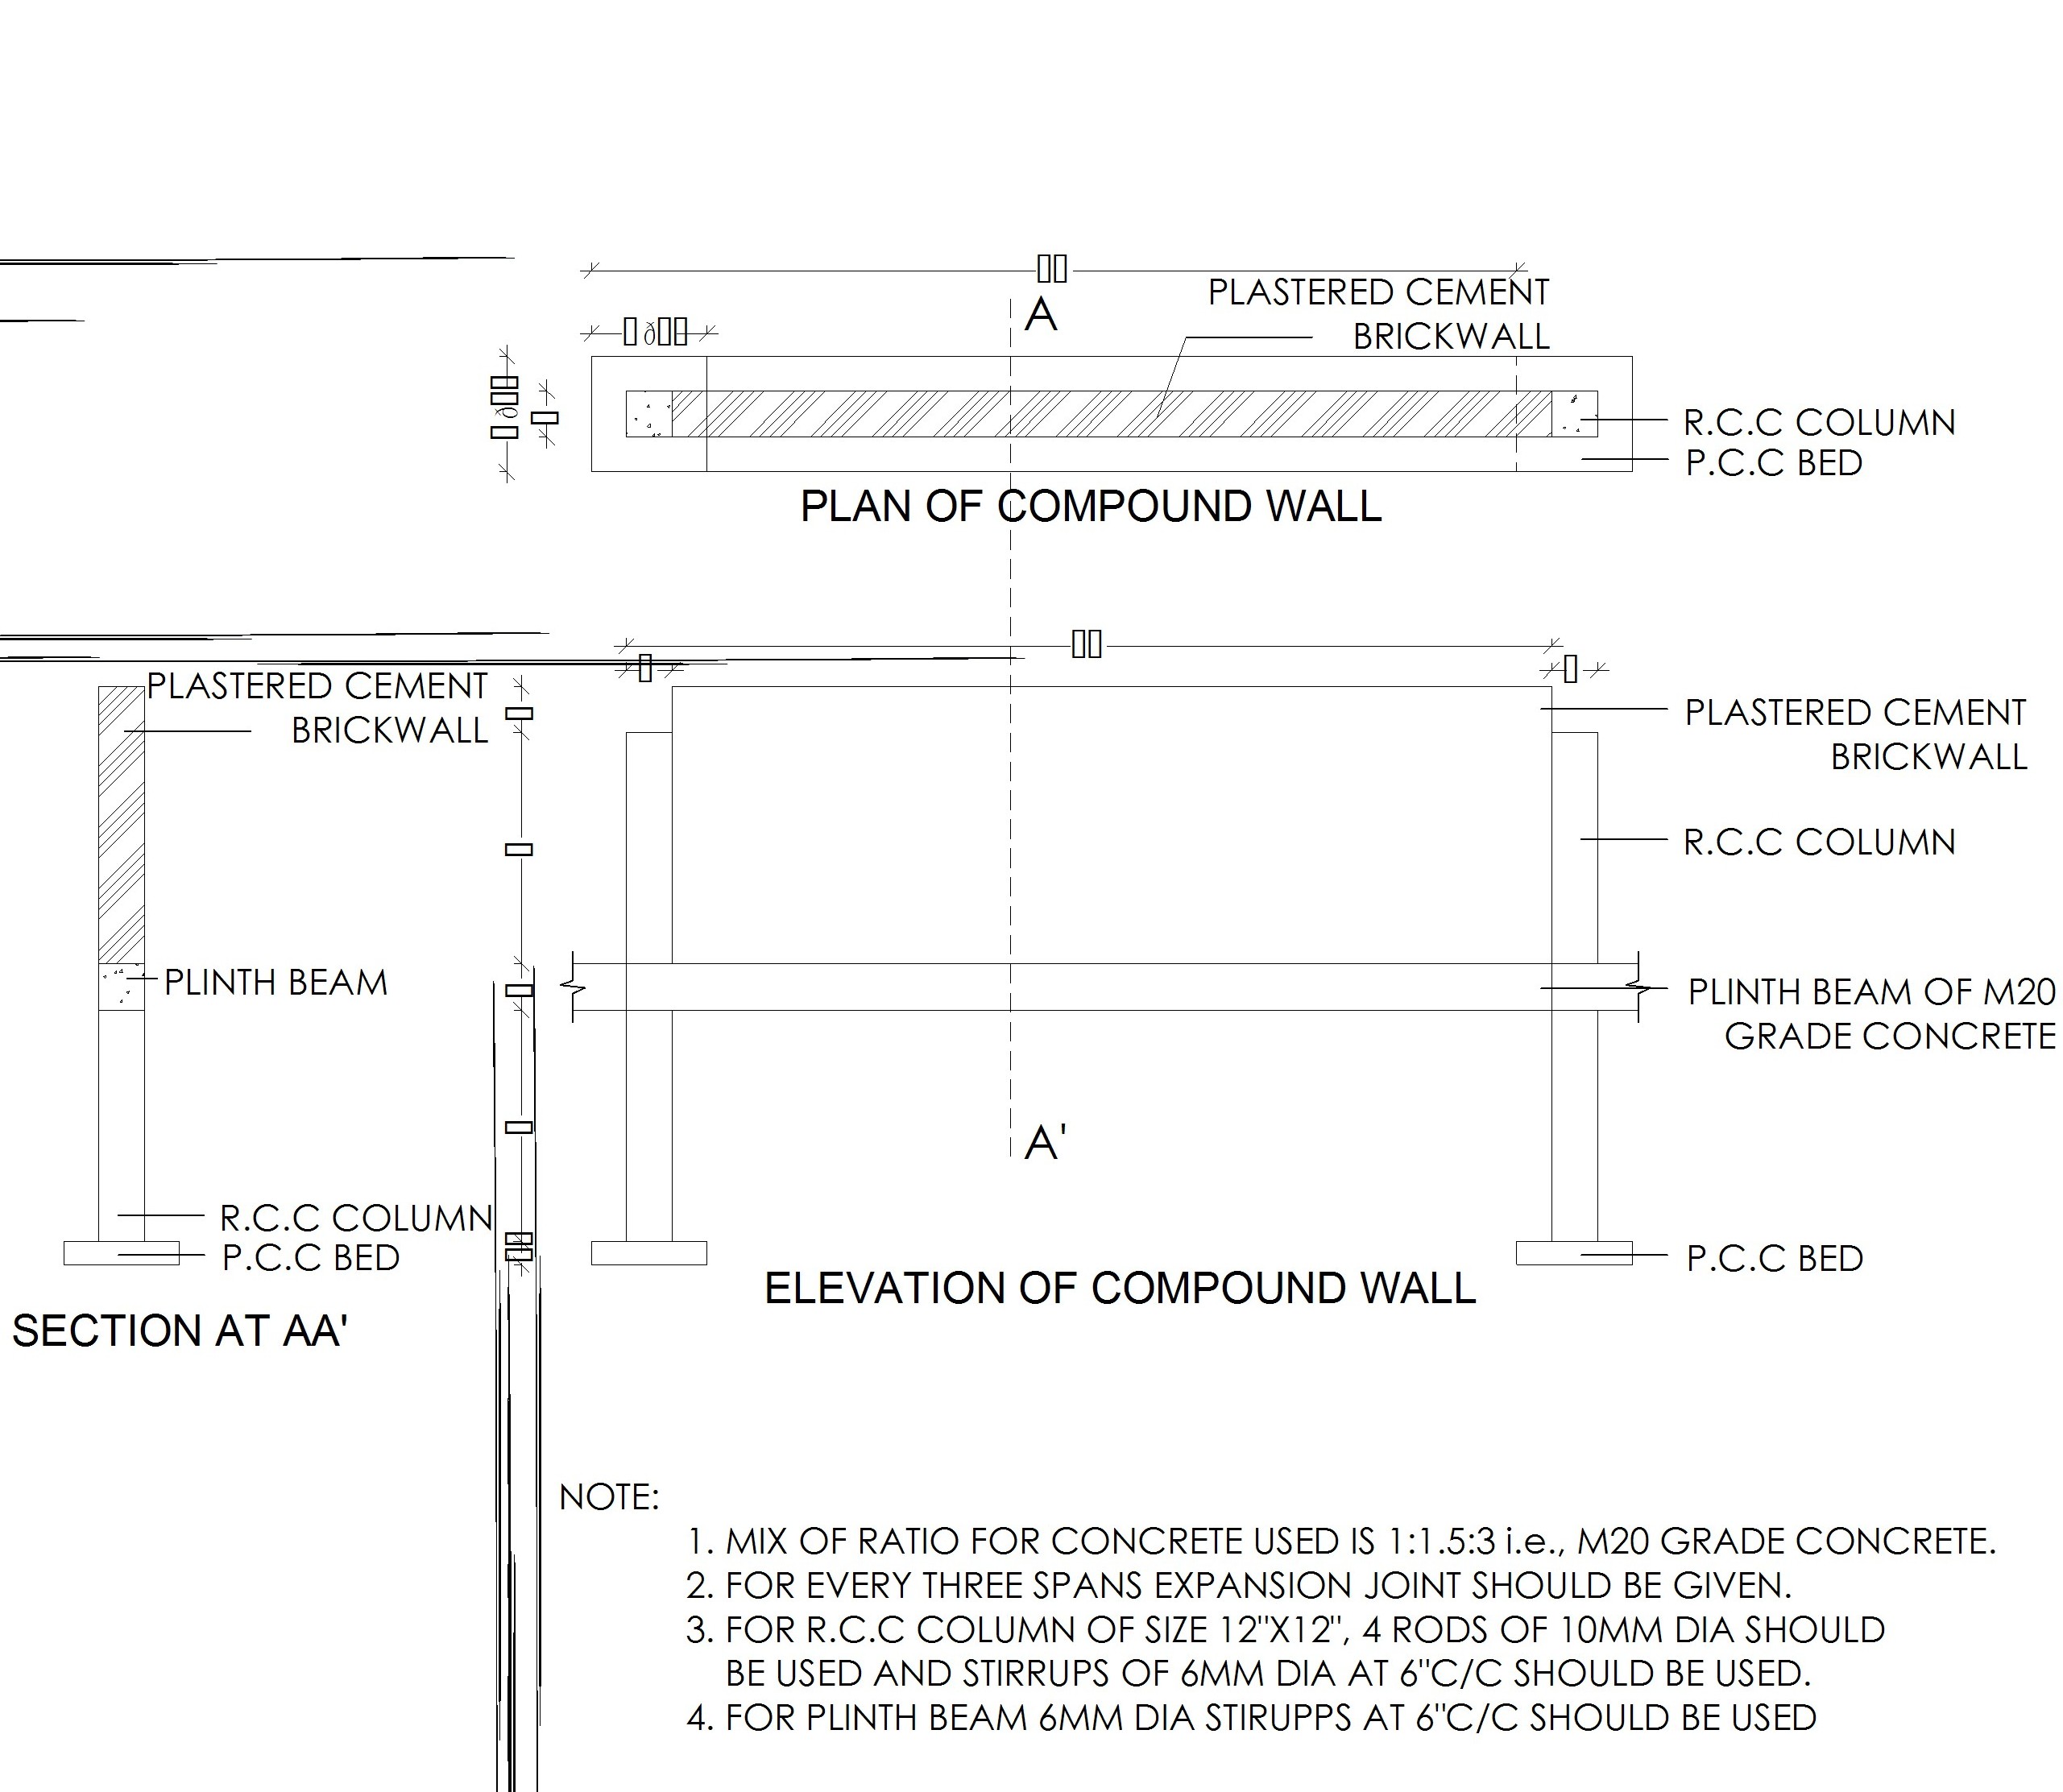 A
PLASTERED CEMENT
BRICKWALL
R.C.C COLUMN
P.C.C BED
PLAN OF COMPOUND WALL
PLASTERED CEMENT
BRICKWALL
PLINTH BEAM
R.C.C COLUMN
P.C.C BED
SECTION AT AA'
PLASTERED CEMENT
BRICKWALL
R.C.C COLUMN
PLINTH BEAM OF M20
GRADE CONCRETE
A'
P.C.C BED
ELEVATION OF COMPOUND WALL
NOTE:
1. MIX OF RATIO FOR CONCRETE USED IS 1:1.5:3 i.e., M20 GRADE CONCRETE.
2. FOR EVERY THREE SPANS EXPANSION JOINT SHOULD BE GIVEN.
3. FOR R.C.C COLUMN OF SIZE 12"X12", 4 RODS OF 10MM DIA SHOULD
BE USED AND STIRRUPS OF 6MM DIA AT 6"C/C SHOULD BE USED.
4. FOR PLINTH BEAM 6MM DIA STIRUPPS AT 6"C/C SHOULD BE USED